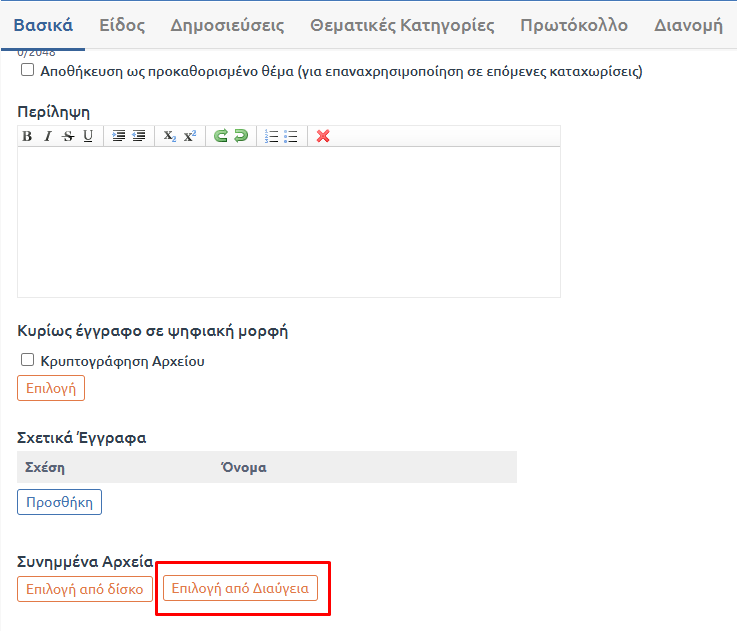 Βασικά Είδος Δημοσιεύσεις Θεματικές Κατηγορίες Πρωτόκολλο Διανομή
0/2048
Αποθήκευση ως προκαθορισμένο θέμα (για επαναχρησιμοποίηση σε επόμενες καταχωρίσεις)
Περίληψη
B I S U X₂ X²
Κυρίως έγγραφο σε ψηφιακή μορφή
Κρυπτογράφηση Αρχείου
Επιλογή
Σχετικά Έγγραφα
Σχέση Όνομα
Προσθήκη
Συνημμένα Αρχεία
Επιλογή από δίσκο Επιλογή από Διαύγεια